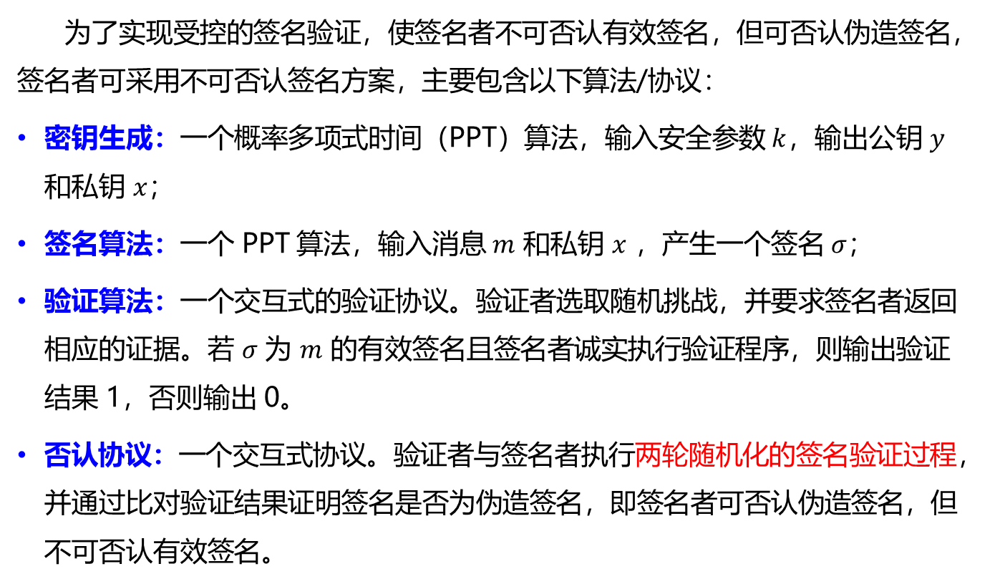 为了实现受控的签名验证，使签名者不可否认有效签名，但可否认伪造签名，
签名者可采用不可否认签名方案，主要包含以下算法/协议：
• 密钥生成：一个概率多项式时间（PPT）算法，输入安全参数 k，输出公钥 y
和私钥 x；
• 签名算法：一个 PPT 算法，输入消息 m 和私钥 x ，产生一个签名 σ；
• 验证算法：一个交互式的验证协议。验证者选取随机挑战，并要求签名者返回
相应的证据。若 σ 为 m 的有效签名且签名者诚实执行验证程序，则输出验证
结果 1，否则输出 0。
• 否认协议：一个交互式协议。验证者与签名者执行两轮随机化的签名验证过程，
并通过比对验证结果证明签名是否为伪造签名，即签名者可否认伪造签名，但
不可否认有效签名。